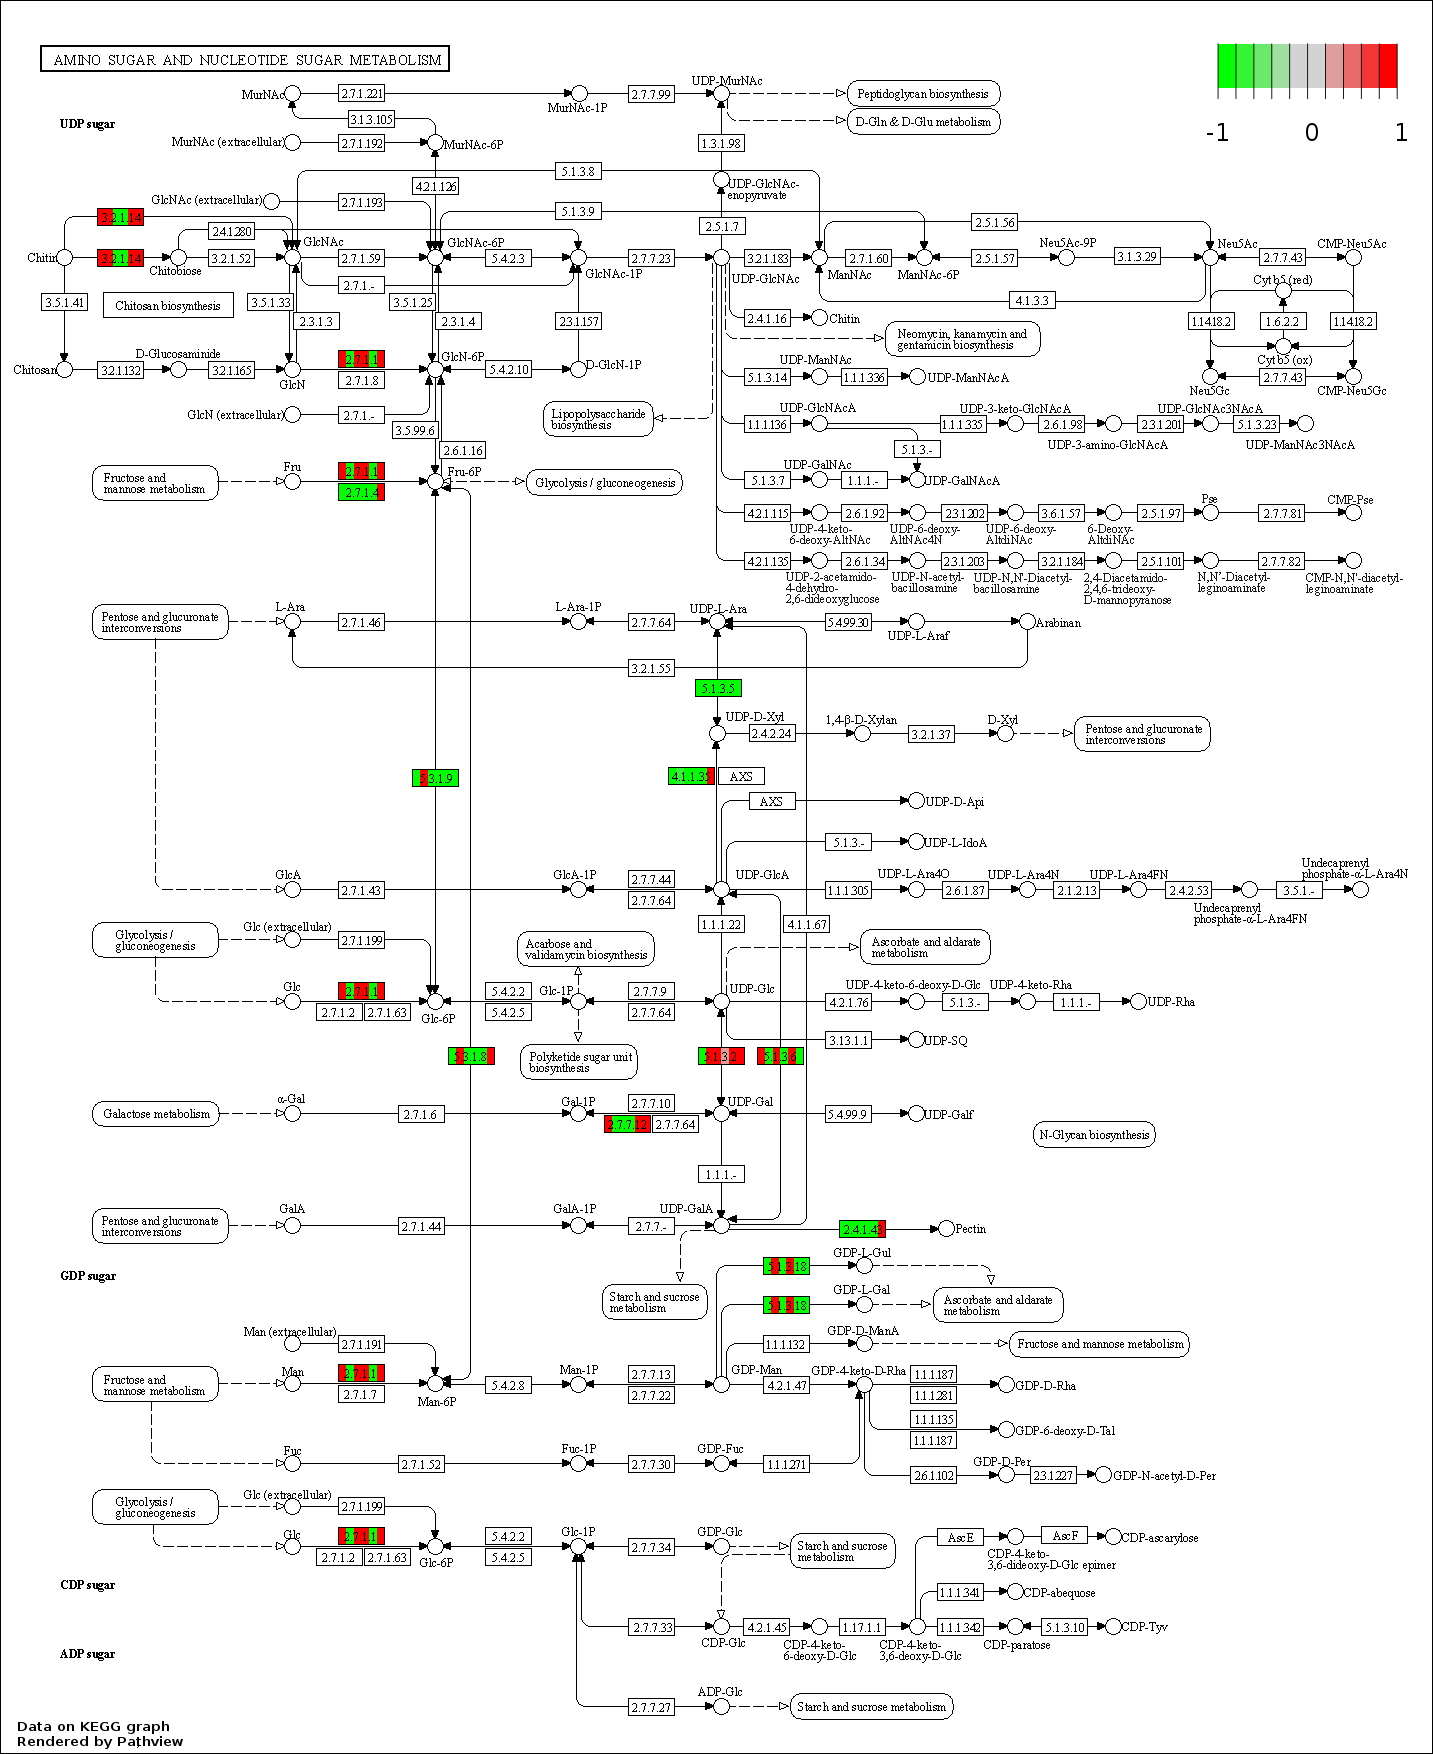 AMINO SUGAR AND NUCLEOTIDE SUGAR METABOLISM
-1 0 1
UDP sugar
MurNAc 2.7.1.221 MurNAc-1P 2.7.7.99 UDP-MurNAc Peptidoglycan biosynthesis
3.1.3.105 D-Gln & D-Glu metabolism
MurNAc (extracellular) 2.7.1.192 MurNAc-6P 1.3.1.98
4.2.1.126 5.1.3.8 UDP-GlcNAc-
enopyruvate
GlcNAc (extracellular) 2.7.1.193 5.1.3.9 2.5.1.7 2.5.1.56
3.2.1.14 2.4.1.280
Chitin 3.2.1.14 Chitobiose 3.2.1.52 GlcNAc 2.7.1.59 GlcNAc-6P 5.4.2.3 GlcNAc-1P 2.7.7.23 UDP-GlcNAc 3.2.1.183 ManNAc 2.7.1.60 ManNAc-6P 2.5.1.57 Neu5Ac-9P 3.1.3.29 Neu5Ac 2.7.7.43 CMP-Neu5Ac
2.7.1.- Cyt b5 (red)
3.5.1.41 Chitosan biosynthesis 3.5.1.33 3.5.1.25 4.1.3.3
2.3.1.3 2.3.1.4 2.3.1.157 2.4.1.16 Chitin 1.14.18.2 1.6.2.2 1.14.18.2
Neomycin, kanamycin and
gentamicin biosynthesis
Cyt b5 (ox)
Chitosan 3.2.1.132 D-Glucosaminide 3.2.1.165 GlcN 2.7.1.1 GlcN-6P 5.4.2.10 D-GlcN-1P UDP-ManNAc
2.7.1.8 5.1.3.14 1.1.1.336 UDP-ManNAcA Neu5Gc 2.7.7.43 CMP-Neu5Gc
GlcN (extracellular) 2.7.1.- Lipopolysaccharide
biosynthesis
UDP-GlcNAcA UDP-3-keto-GlcNAcA UDP-GlcNAc3NAcA
3.5.99.6 1.1.1.136 1.1.1.335 2.6.1.98 2.3.1.201 5.1.3.23
UDP-3-amino-GlcNAcA UDP-ManNAc3NAcA
2.6.1.16 5.1.3.-
Fructose and
mannose metabolism
Fru 2.7.1.1 Fru-6P Glycolysis / gluconeogenesis
2.7.1.4
UDP-GalNAc
5.1.3.7 1.1.1.- UDP-GalNAcA
4.2.1.115 2.6.1.92 2.3.1.202 3.6.1.57 2.5.1.97 Pse 2.7.7.81 CMP-Pse
UDP-4-keto-
6-deoxy-AltNAc
UDP-6-deoxy-
AltNAc4N
UDP-6-deoxy-
AltdiNAc
6-Deoxy-
AltdiNAc
4.2.1.135 2.6.1.34 2.3.1.203 3.2.1.184 2.5.1.101 2.7.7.82
UDP-2-acetamido-
4-dehydro-
2,6-dideoxyglucose
UDP-N-acetyl-
bacillosamine
UDP-N,N'-Diacetyl-
bacillosamine
2,4-Diacetamido-
2,4,6-trideoxy-
D-mannopyranose
N,N'-Diacetyl-
leginoaminate
CMP-N,N'-diacetyl-
leginoaminate
Pentose and glucuronate
interconversions
L-Ara 2.7.1.46 L-Ara-1P 2.7.7.64 UDP-L-Ara 5.4.99.30 UDP-L-Araf Arabinan
3.2.55
5.1.3.5
UDP-D-Xyl 2.4.2.24 1,4-β-D-Xylan 3.2.1.37 D-Xyl Pentose and glucuronate
interconversions
5.3.1.9 4.1.1.35 AXS
AXS UDP-D-Api
5.1.3.- UDP-L-IdoA
GlcA 2.7.1.43 GlcA-1P 2.7.7.44 UDP-GlcA 1.1.1.305 UDP-L-Ara4O 2.6.1.87 UDP-L-Ara4N 2.1.2.13 UDP-L-Ara4FN 2.4.2.53 3.5.1.- Undecaprenyl
phosphate-α-L-Ara4N
2.7.7.64 Undecaprenyl
phosphate-α-L-Ara4FN
1.1.1.22 4.1.1.67
Glycolysis /
gluconeogenesis
Glc (extracellular) 2.7.1.199 Acarbose and
validamycin biosynthesis
Ascorbate and aldarate
metabolism
Glc 2.7.1.1 Glc-6P 5.4.2.2 Glc-1P 2.7.7.9 UDP-Glc 4.2.1.76 UDP-4-keto-6-deoxy-D-Glc 5.1.3.- UDP-4-keto-Rha 1.1.1.- UDP-Rha
2.7.1.2 2.7.1.63 5.4.2.5 2.7.7.64
3.13.1.1 UDP-SQ
5.3.1.8 Polyketide sugar unit
biosynthesis
5.1.3.2 5.1.3.6
Galactose metabolism α-Gal 2.7.1.6 Gal-1P 2.7.7.10 UDP-Gal 5.4.99.9 UDP-Galf
2.7.7.12 2.7.7.64 N-Glycan biosynthesis
1.1.1.-
Pentose and glucuronate
interconversions
GalA 2.7.1.44 GalA-1P 2.7.7.- UDP-GalA 2.4.1.43 Pectin
GDP sugar
Starch and sucrose
metabolism
5.1.3.18 GDP-L-Gul
5.1.3.18 GDP-L-Gal Ascorbate and aldarate
metabolism
Man (extracellular) 2.7.1.191 1.1.1.132 GDP-D-ManA Fructose and mannose metabolism
Fructose and
mannose metabolism
Man 2.7.1.1 Man-6P 5.4.2.8 Man-1P 2.7.7.13 GDP-Man 4.2.1.47 GDP-4-keto-D-Rha 1.1.1.187 GDP-D-Rha
2.7.1.7 2.7.7.22 1.1.1.281
1.1.1.135 GDP-6-deoxy-D-Tal
1.1.1.187
Fuc 2.7.1.52 Fuc-1P 2.7.7.30 GDP-Fuc 1.1.1.271 2.6.1.102 GDP-D-Per 2.3.1.227 GDP-N-acetyl-D-Per
Glycolysis /
gluconeogenesis
Glc (extracellular) 2.7.1.199
Glc 2.7.1.1 Glc-6P 5.4.2.2 Glc-1P 2.7.7.34 GDP-Glc Starch and sucrose
metabolism
2.7.1.2 2.7.1.63 5.4.2.5
AscE AscF CDP-ascarylose
CDP-4-keto-
3,6-dideoxy-D-Glc epimer
CDP sugar
1.1.1.341 CDP-abequose
2.7.7.33 CDP-Glc 4.2.1.45 1.17.1.1 1.1.1.342 5.1.3.10 CDP-Tyv
CDP-4-keto-
6-deoxy-D-Glc
CDP-4-keto-
3,6-deoxy-D-Glc
CDP-paratose
ADP sugar
2.7.7.27 ADP-Glc Starch and sucrose metabolism
Data on KEGG graph
Rendered by Pathview